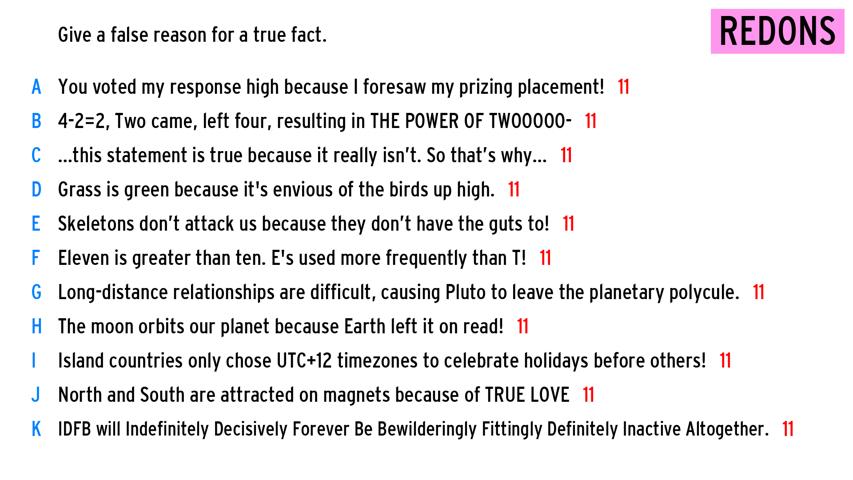 Give a false reason for a true fact.
REDONS
A You voted my response high because I foresaw my prizing placement! 11
B 4-2=2, Two came, left four, resulting in THE POWER OF TWOOOOO- 11
C ...this statement is true because it really isn't. So that's why... 11
D Grass is green because it's envious of the birds up high. 11
E Skeletons don't attack us because they don't have the guts to! 11
F Eleven is greater than ten. E's used more frequently than T! 11
G Long-distance relationships are difficult, causing Pluto to leave the planetary polycule. 11
H The moon orbits our planet because Earth left it on read! 11
I Island countries only chose UTC+12 timezones to celebrate holidays before others! 11
J North and South are attracted on magnets because of TRUE LOVE 11
K IDFB will Indefinitely Decisively Forever Be Bewilderingly Fittingly Definitely Inactive Altogether. 11